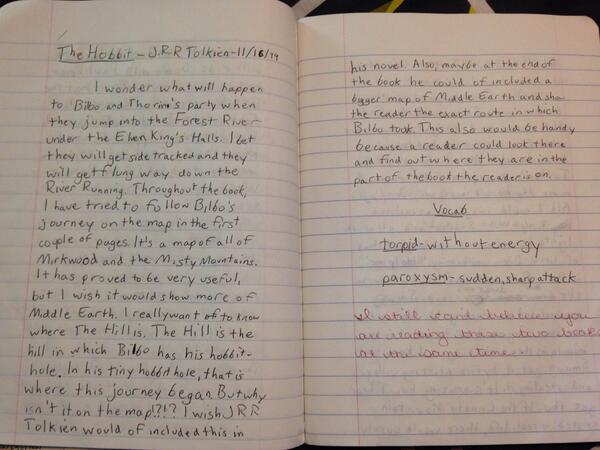 The Hobbit - J.R.R Tolkien - 11/16/14
I wonder what will happen
to Bilbo and Thorin's party when
they jump into the Forest River
under the Elven King's Halls. I bet
they will get side tracked and they
will get flung way down the
River Running. Throughout the book,
I have tried to follow Bilbo's
journey on the map in the first
couple of pages. It's a map of all of
Mirkwood and the Misty Mountains.
It has proved to be very useful,
but I wish it would show more of
Middle Earth. I really want of to know
where The Hill is. The Hill is the
hill in which Bilbo has his hobbit-
hole. In his tiny hobbit hole, that is
where this journey began. But why
isn't it on the map!?!? I wish JRR
Tolkien would of included this in
his novel. Also, maybe at the end of
the book he could of included a
bigger map of Middle Earth and sho
the reader the exact route in which
Bilbo took. This also would be handy
because a reader could look there
and find out where they are in the
part of the book the reader is on.
Vocab
torpid - without energy
paroxysm - sudden, sharp attack
I still can't believe you
are reading these two books
at the same time